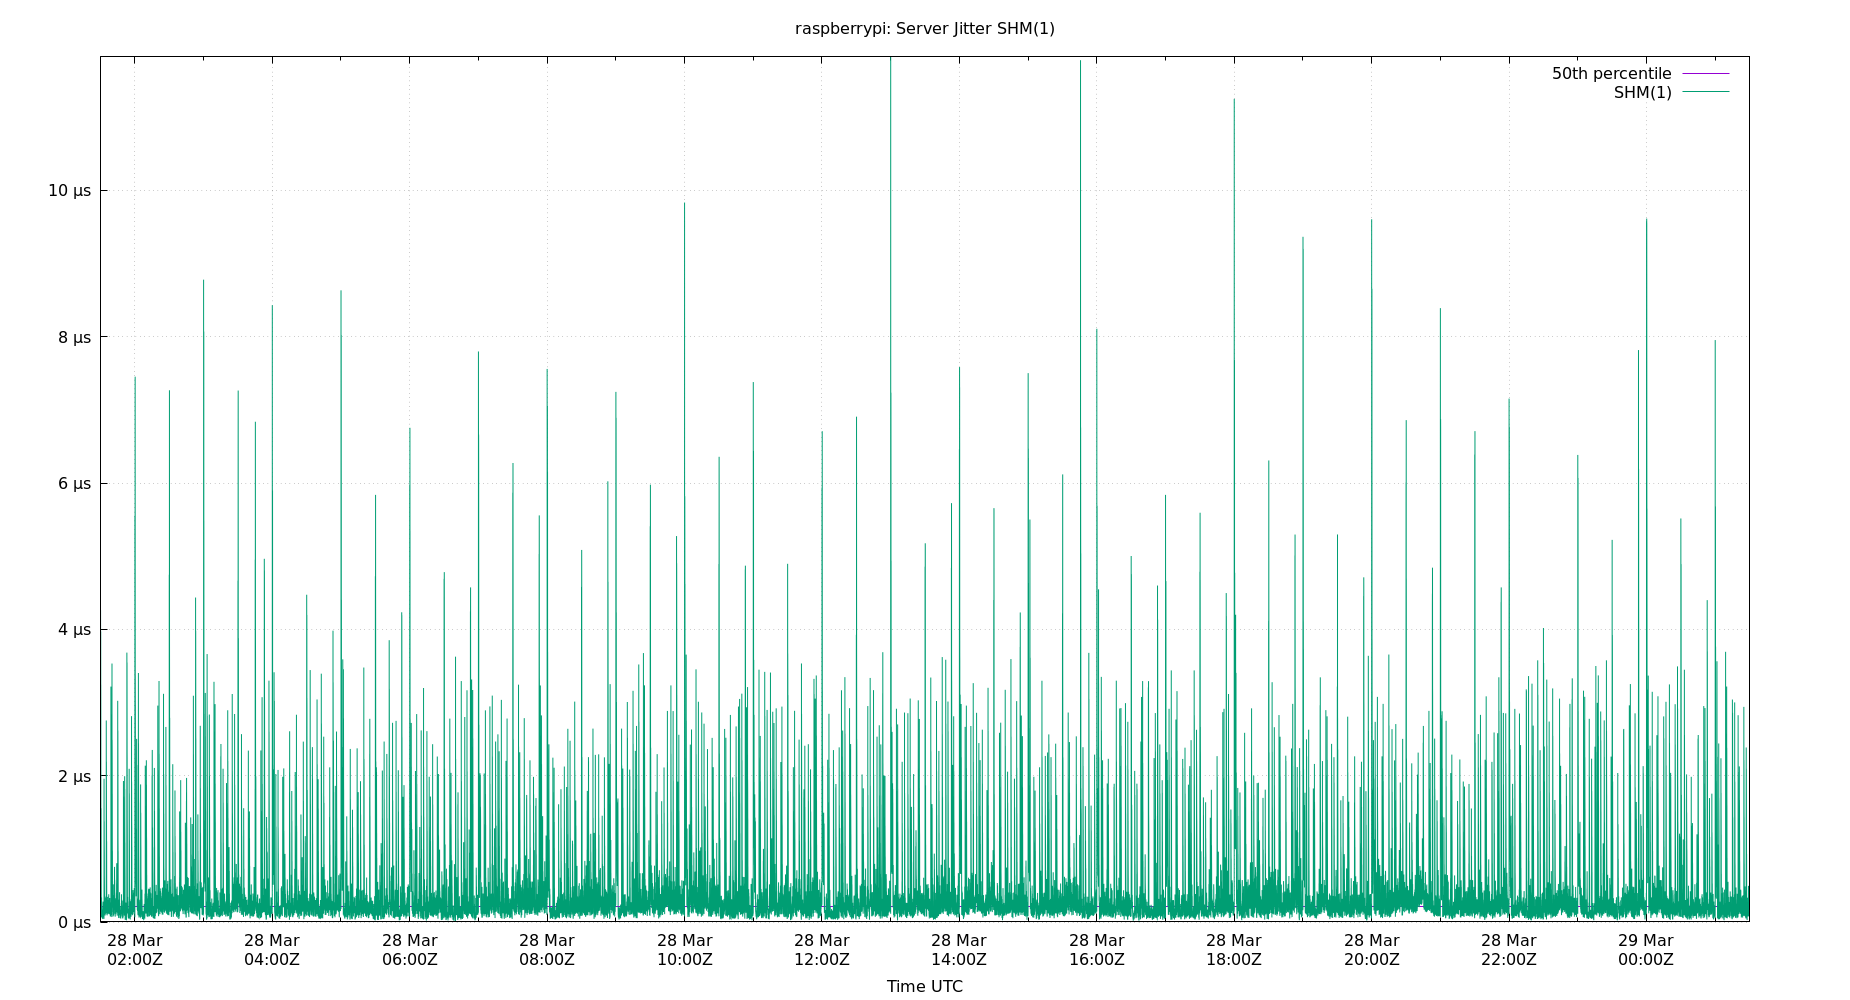 raspberrypi: Server Jitter SHM(1)
50th percentile
SHM(1)
10 µs
8 µs
6 µs
4 µs
2 µs
0 µs
28 Mar 28 Mar 28 Mar 28 Mar 28 Mar 28 Mar 28 Mar 28 Mar 28 Mar 28 Mar 28 Mar 29 Mar
02:00Z 04:00Z 06:00Z 08:00Z 10:00Z 12:00Z 14:00Z 16:00Z 18:00Z 20:00Z 22:00Z 00:00Z
Time UTC